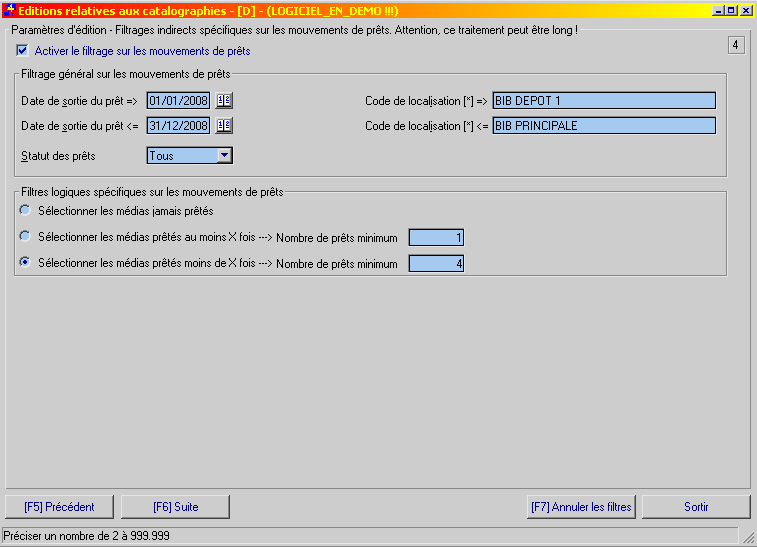 Editions relatives aux catalographies - [D] - (LOGICIEL_EN_DEMO !!!)
Paramètres d'édition - Filtrages indirects spécifiques sur les mouvements de prêts. Attention, ce traitement peut être long !
Activer le filtrage sur les mouvements de prêts
4
Filtrage général sur les mouvements de prêts
Date de sortie du prêt => 01/01/2008 Code de localisation [*] => BIB DEPOT 1
Date de sortie du prêt <= 31/12/2008 Code de localisation [*] <= BIB PRINCIPALE
Statut des prêts Tous
Filtres logiques spécifiques sur les mouvements de prêts
Sélectionner les médias jamais prêtés
Sélectionner les médias prêtés au moins X fois ---> Nombre de prêts minimum 1
Sélectionner les médias prêtés moins de X fois ---> Nombre de prêts minimum 4
[F5] Précédent [F6] Suite [F7] Annuler les filtres Sortir
Préciser un nombre de 2 à 999.999